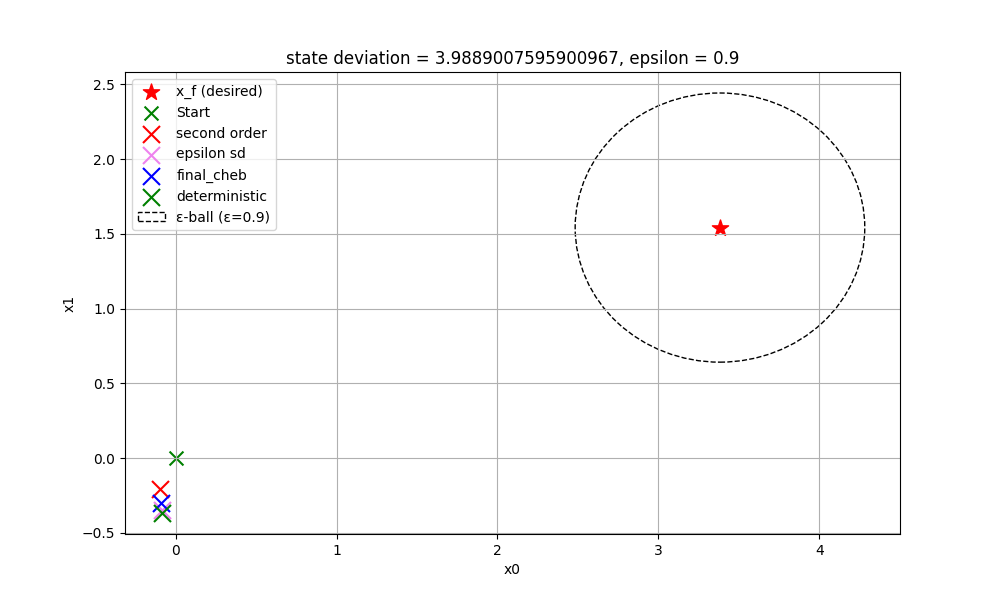 state deviation = 3.9889007595900967, epsilon = 0.9
x_f (desired)
Start
second order
epsilon sd
final_cheb
deterministic
ε-ball (ε=0.9)
2.5
2.0
1.5
1.0
0.5
0.0
−0.5
x1
0 1 2 3 4
x0